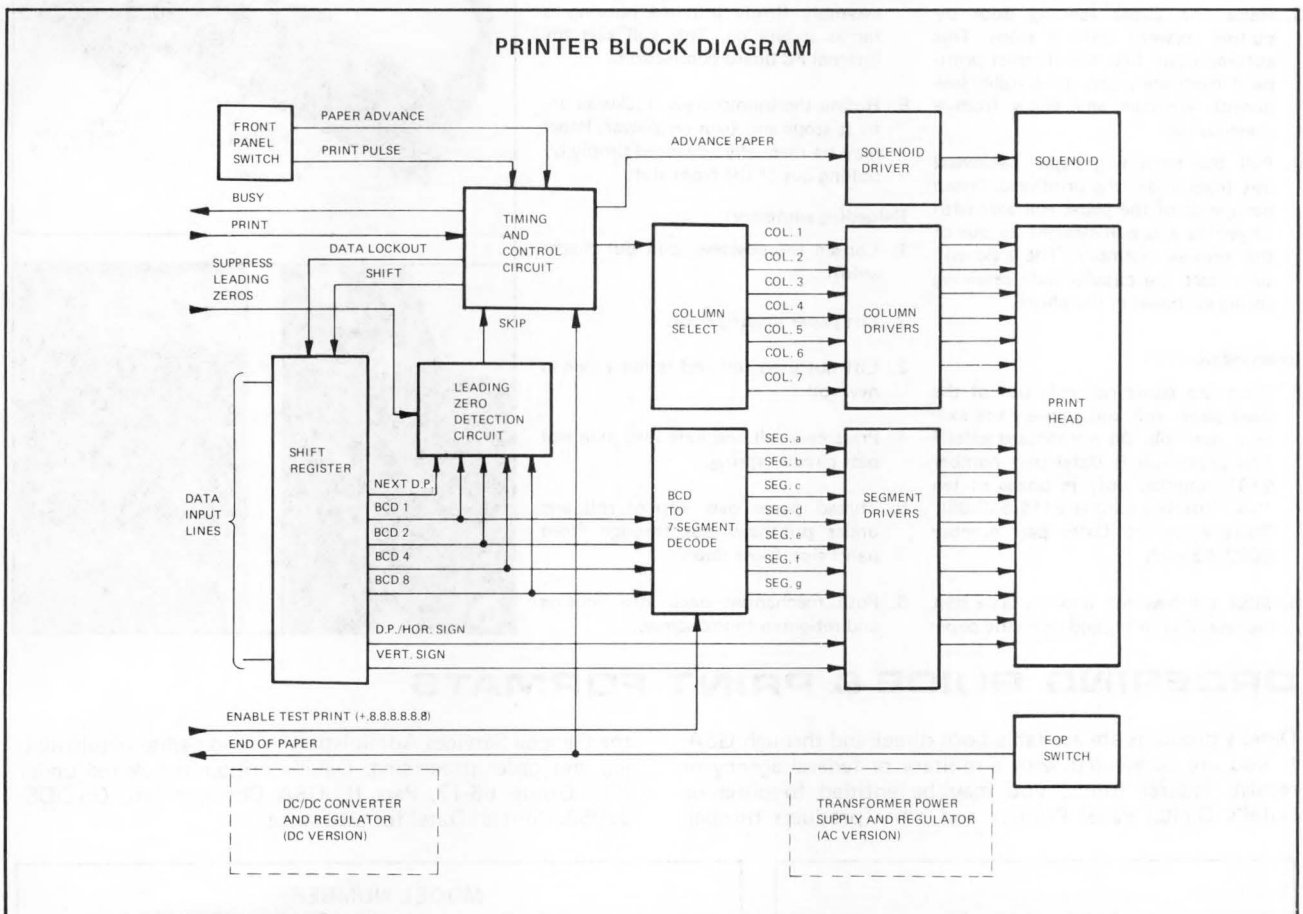 PRINTER BLOCK DIAGRAM
FRONT
PANEL
SWITCH
PAPER ADVANCE
PRINT PULSE
BUSY
PRINT
DATA LOCKOUT
SHIFT
SUPPRESS
LEADING
ZEROS
TIMING
AND
CONTROL
CIRCUIT
ADVANCE PAPER
SOLENOID
DRIVER
SOLENOID
SKIP
COLUMN
SELECT
COL. 1
COL. 2
COL. 3
COL. 4
COL. 5
COL. 6
COL. 7
COLUMN
DRIVERS
PRINT
HEAD
LEADING
ZERO
DETECTION
CIRCUIT
SHIFT
REGISTER
DATA
INPUT
LINES
NEXT D.P.
BCD 1
BCD 2
BCD 4
BCD 8
D.P./HOR. SIGN
VERT. SIGN
BCD
TO
7-SEGMENT
DECODE
SEG. a
SEG. b
SEG. c
SEG. d
SEG. e
SEG. f
SEG. g
SEGMENT
DRIVERS
ENABLE TEST PRINT (+.8.8.8.8.8.8)
END OF PAPER
EOP
SWITCH
DC/DC CONVERTER
AND REGULATOR
(DC VERSION)
TRANSFORMER POWER
SUPPLY AND REGULATOR
(AC VERSION)